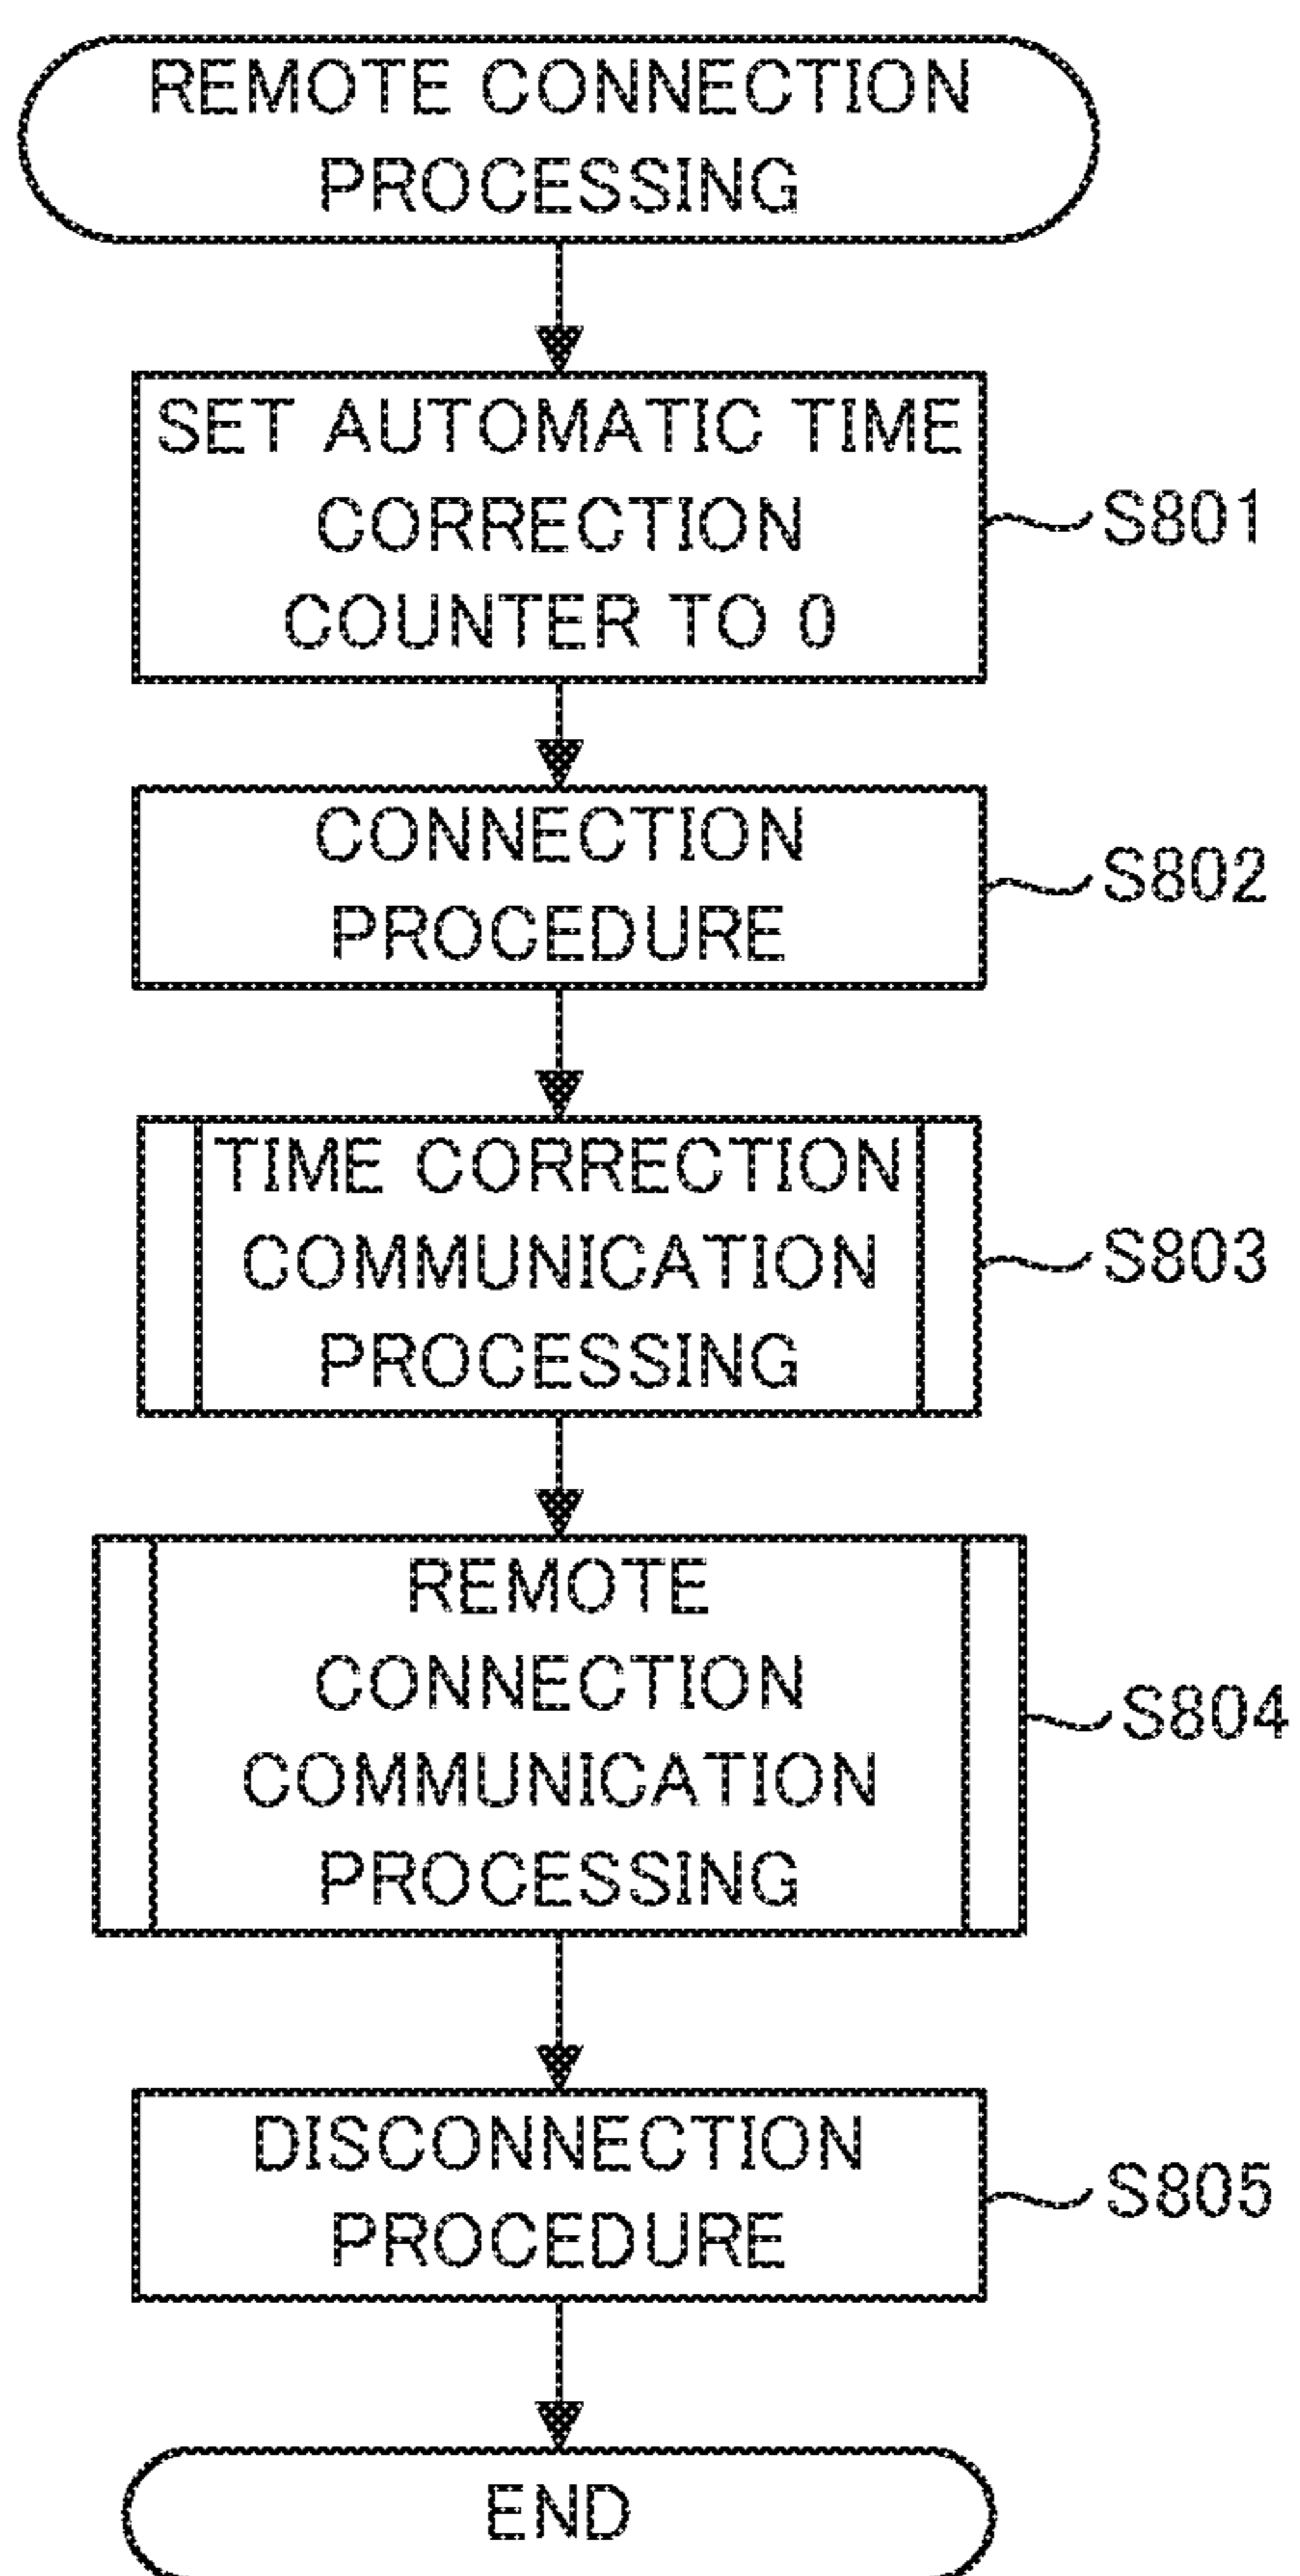 REMOTE CONNECTION
PROCESSING
SET AUTOMATIC TIME
CORRECTION
COUNTER TO 0
S801
CONNECTION
PROCEDURE
S802
TIME CORRECTION
COMMUNICATION
PROCESSING
S803
REMOTE
CONNECTION
COMMUNICATION
PROCESSING
S804
DISCONNECTION
PROCEDURE
S805
END